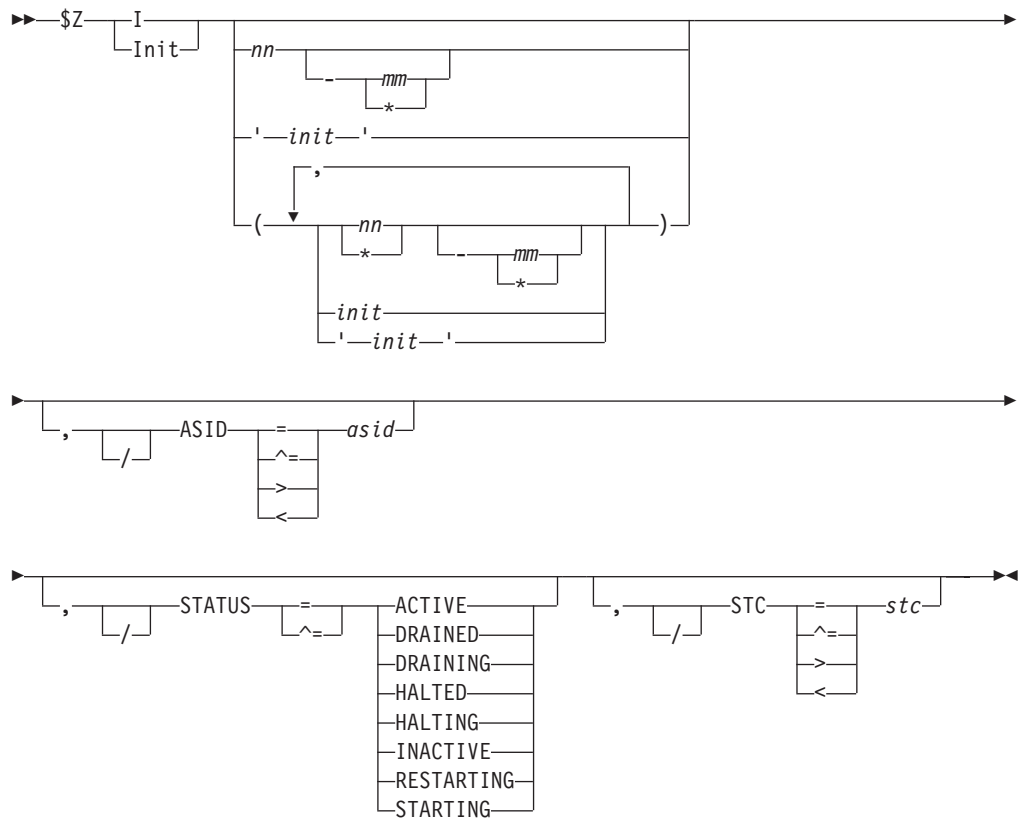 $Z I
Init
nn
- mm
*
' init '
,
( nn - mm )
* *
init
' init '
, / ASID = asid
^=
>
<
, / STATUS = ACTIVE , / STC = stc
^= DRAINED ^=
DRAINING >
HALTED <
HALTING
INACTIVE
RESTARTING
STARTING